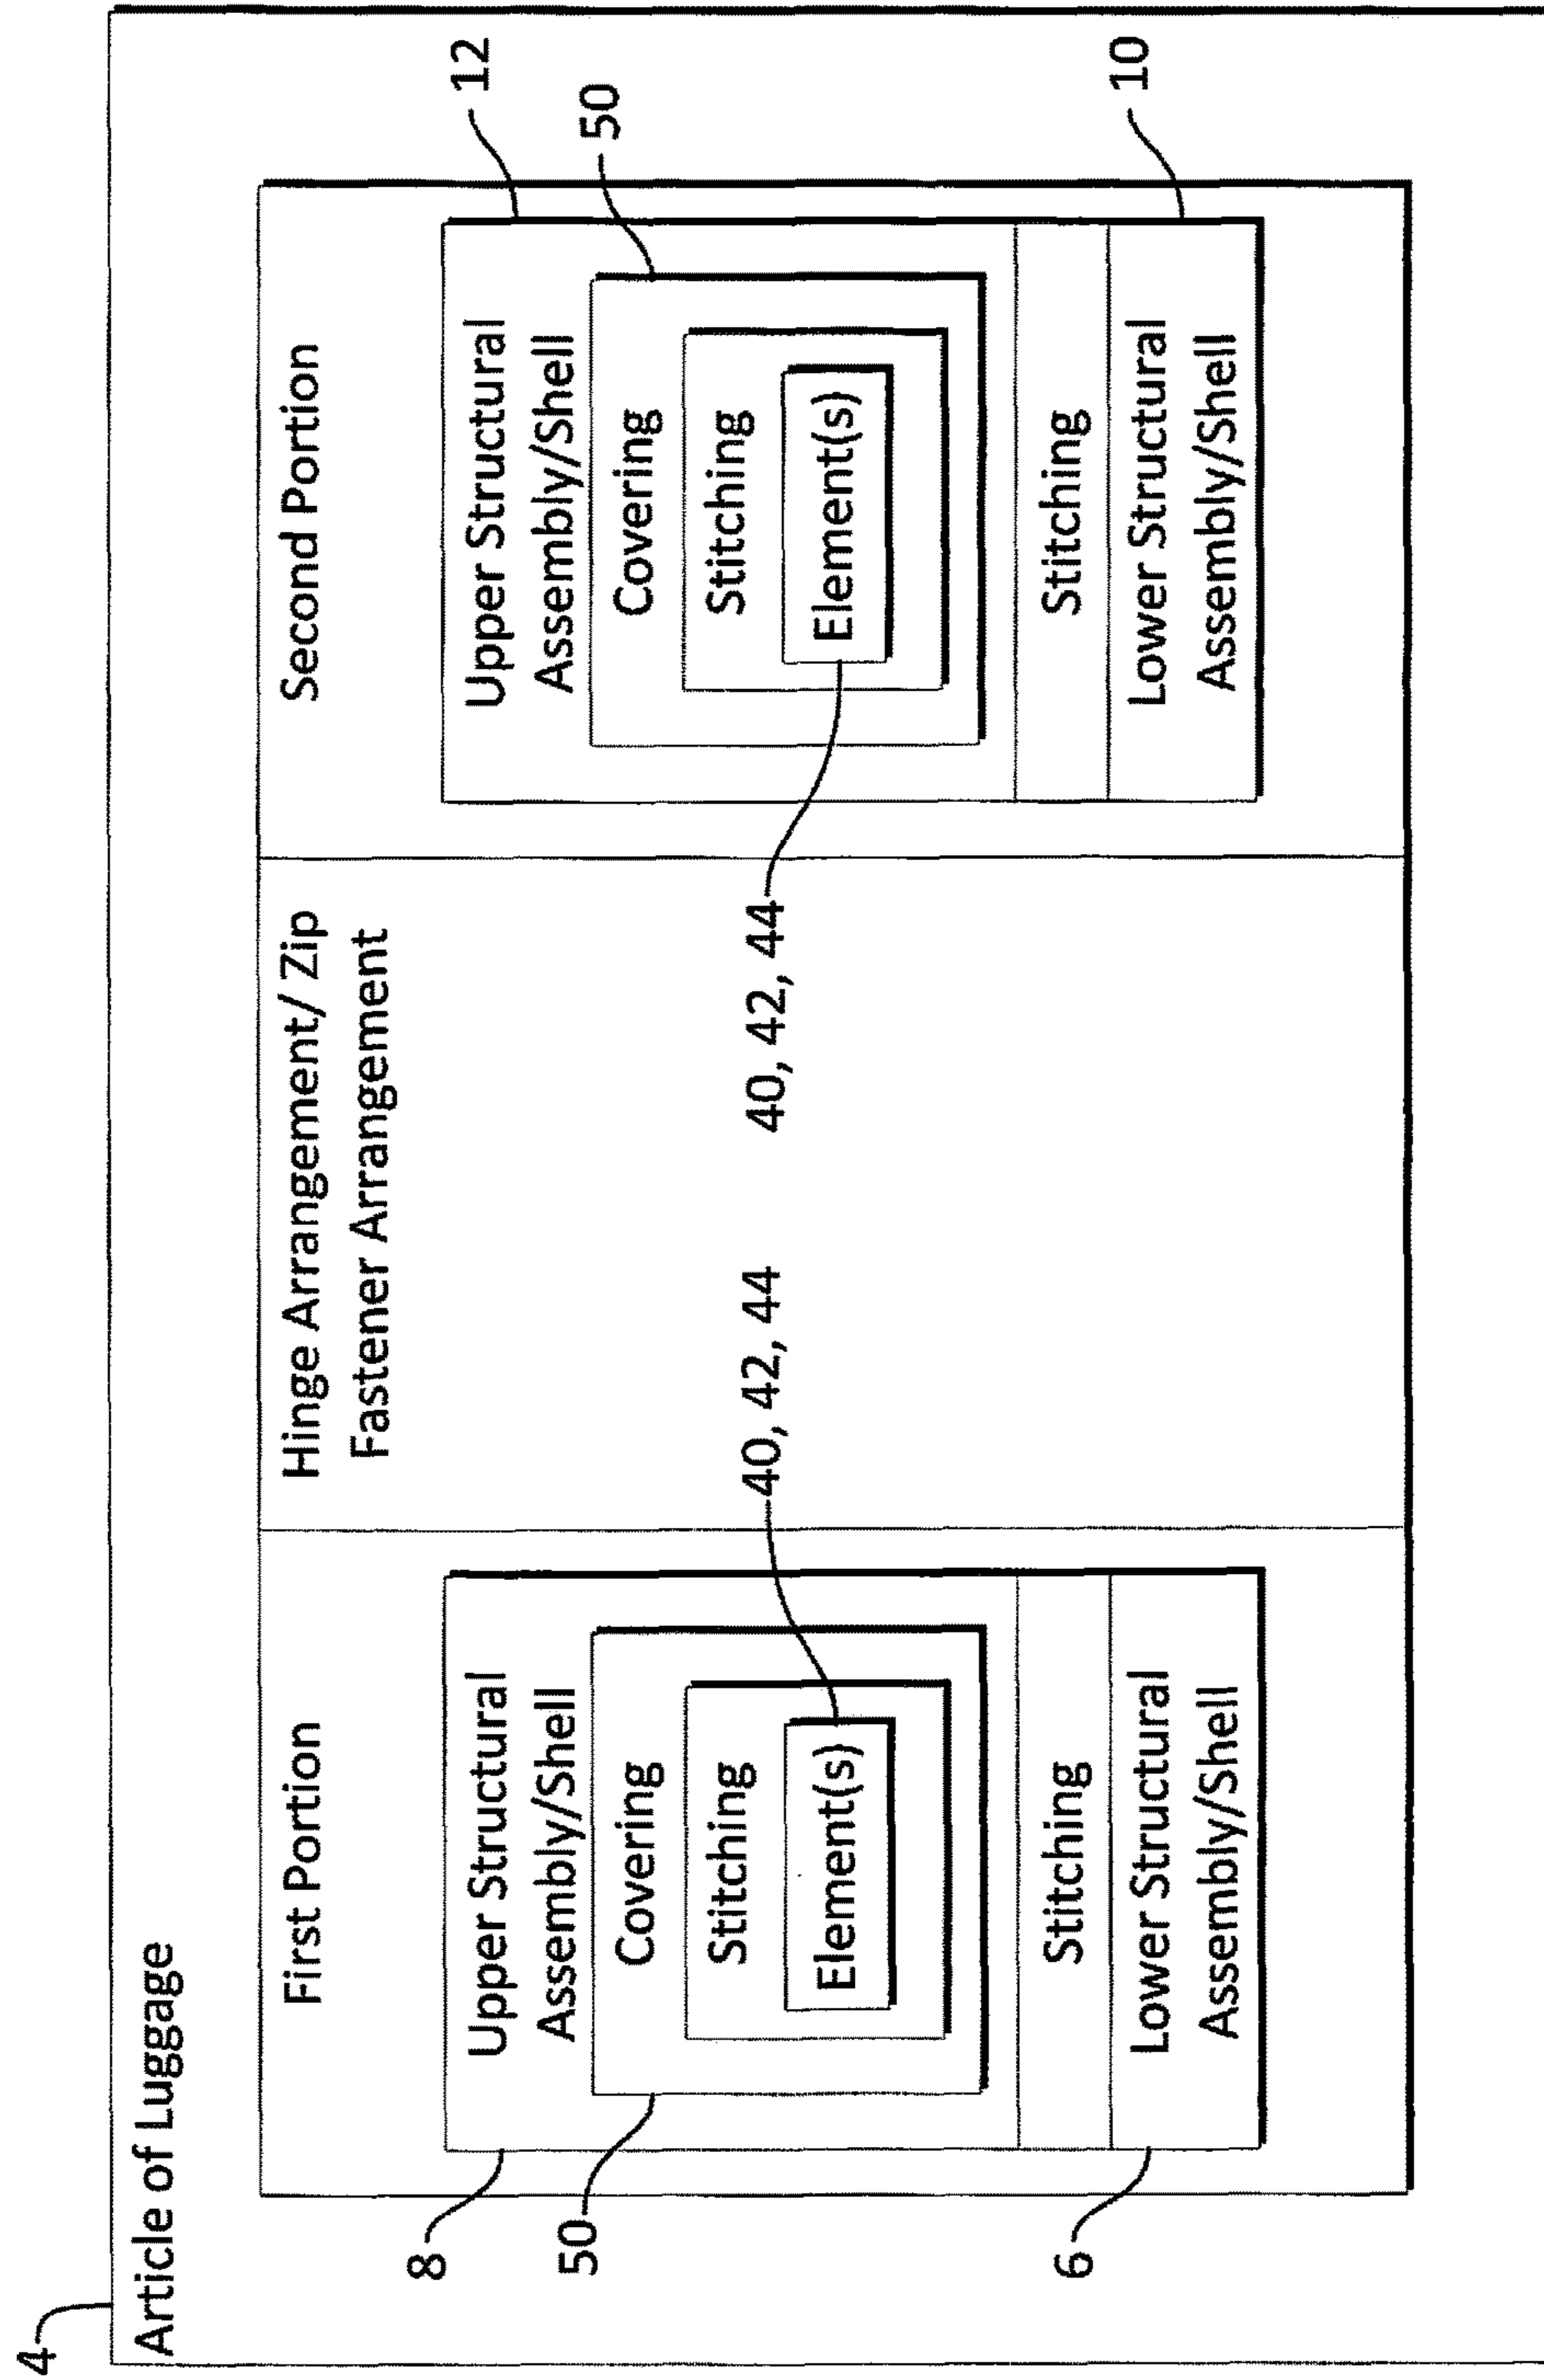 4
Article of Luggage
First Portion
Hinge Arrangement/ Zip
Fastener Arrangement
Second Portion
8
Upper Structural
Assembly/Shell
50
Covering
Stitching
Element(s)
40, 42, 44
Stitching
6
Lower Structural
Assembly/Shell
12
Upper Structural
Assembly/Shell
50
Covering
Stitching
Element(s)
40, 42, 44
Stitching
10
Lower Structural
Assembly/Shell